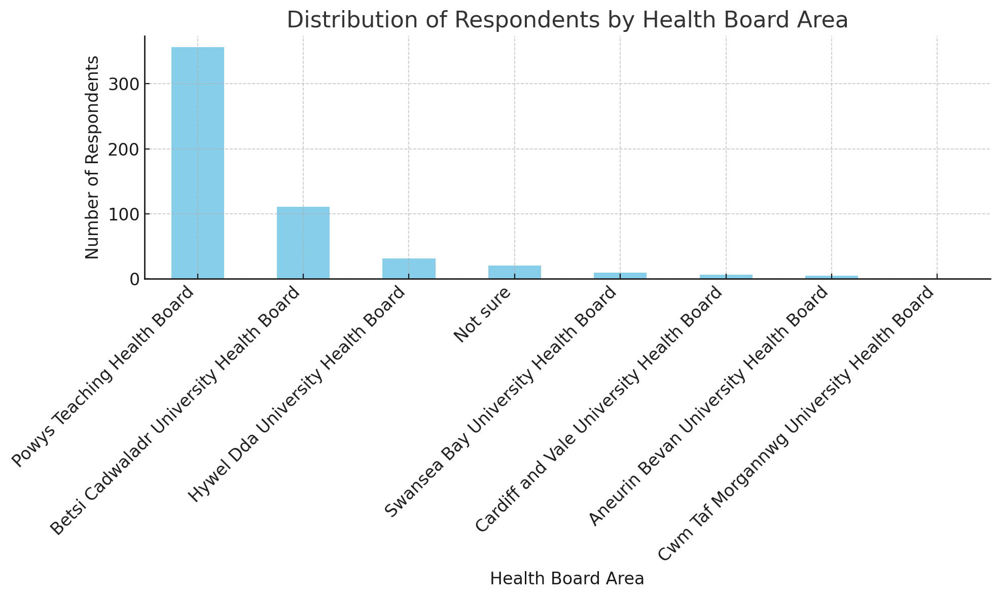 Distribution of Respondents by Health Board Area
Number of Respondents
300
200
100
0
Powys Teaching Health Board
Betsi Cadwaladr University Health Board
Hywel Dda University Health Board
Not sure
Swansea Bay University Health Board
Cardiff and Vale University Health Board
Aneurin Bevan University Health Board
Cwm Taf Morgannwg University Health Board
Health Board Area